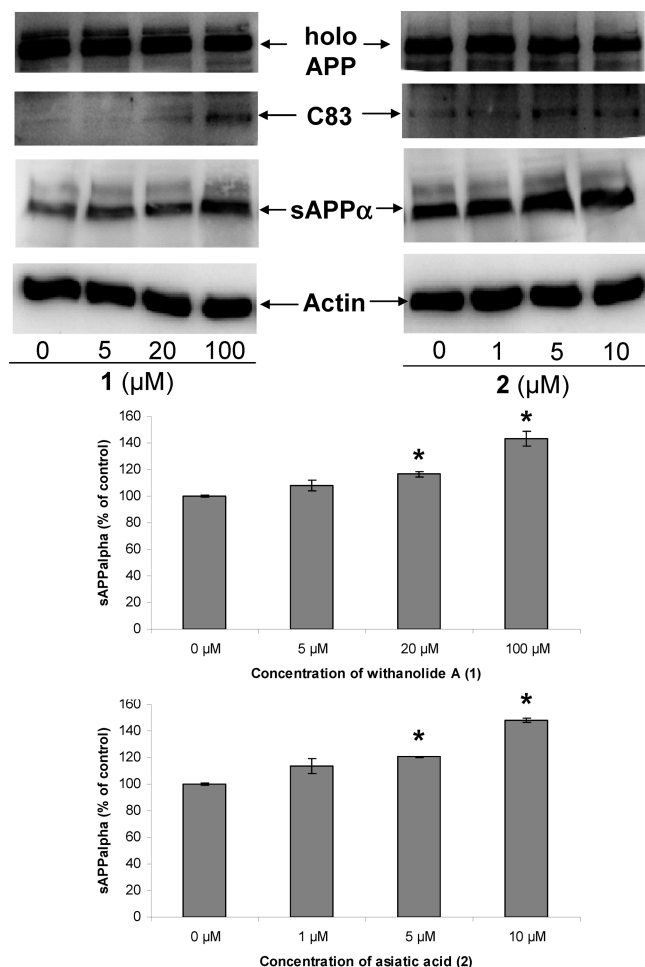 holo
APP
C83
sAPPα
Actin
0 5 20 100
1 (µM)
0 1 5 10
2 (µM)
160
140
120
100
80
60
40
20
0
sAPPalpha (% of control)
*
*
0 µM 5 µM 20 µM 100 µM
Concentration of withanolide A (1)
160
140
120
100
80
60
40
20
0
sAPPalpha (% of control)
*
*
0 µM 1 µM 5 µM 10 µM
Concentration of asiatic acid (2)